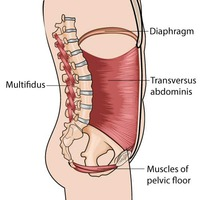 Diaphragm
Multifidus
Transversus
abdominis
Muscles of
pelvic floor